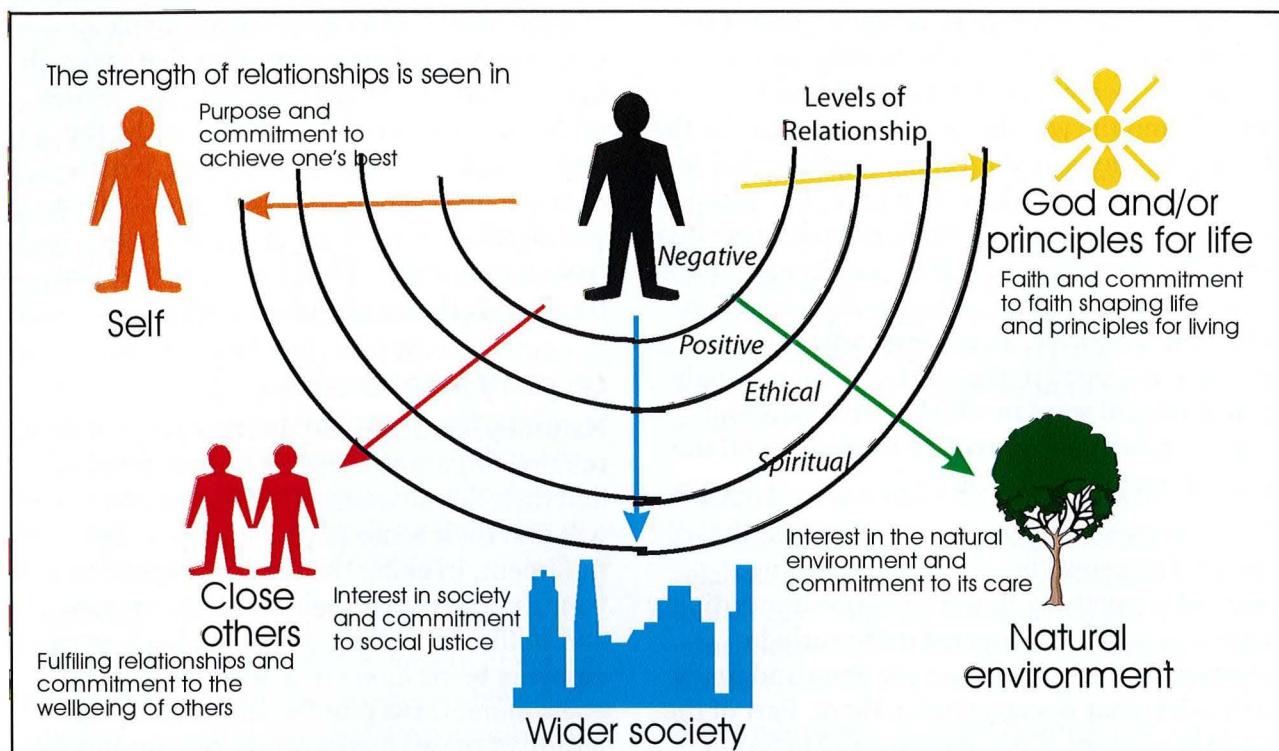 The strength of relationships is seen in
Purpose and
commitment to
achieve one's best
Levels of
Relationship
Self
Negative
Positive
Ethical
Spiritual
God and/or
principles for life
Faith and commitment
to faith shaping life
and principles for living
Close
others
Fulfiling relationships and
commitment to the
wellbeing of others
Interest in society
and commitment
to social justice
Wider society
Interest in the natural
environment and
commitment to its care
Natural
environment